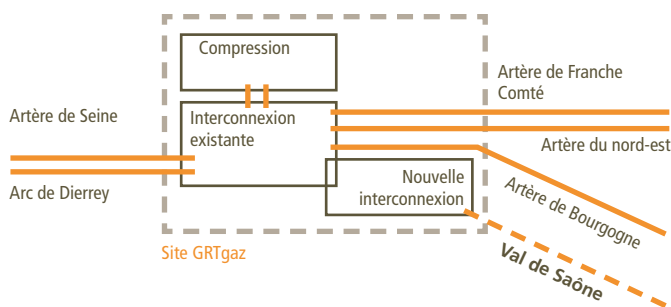 Compression
Artère de Franche
Comté
Artère de Seine
Interconnexion
existante
Artère du nord-est
Arc de Dierrey
Nouvelle
interconnexion
Artère de Bourgogne
Site GRTgaz
Val de Saône